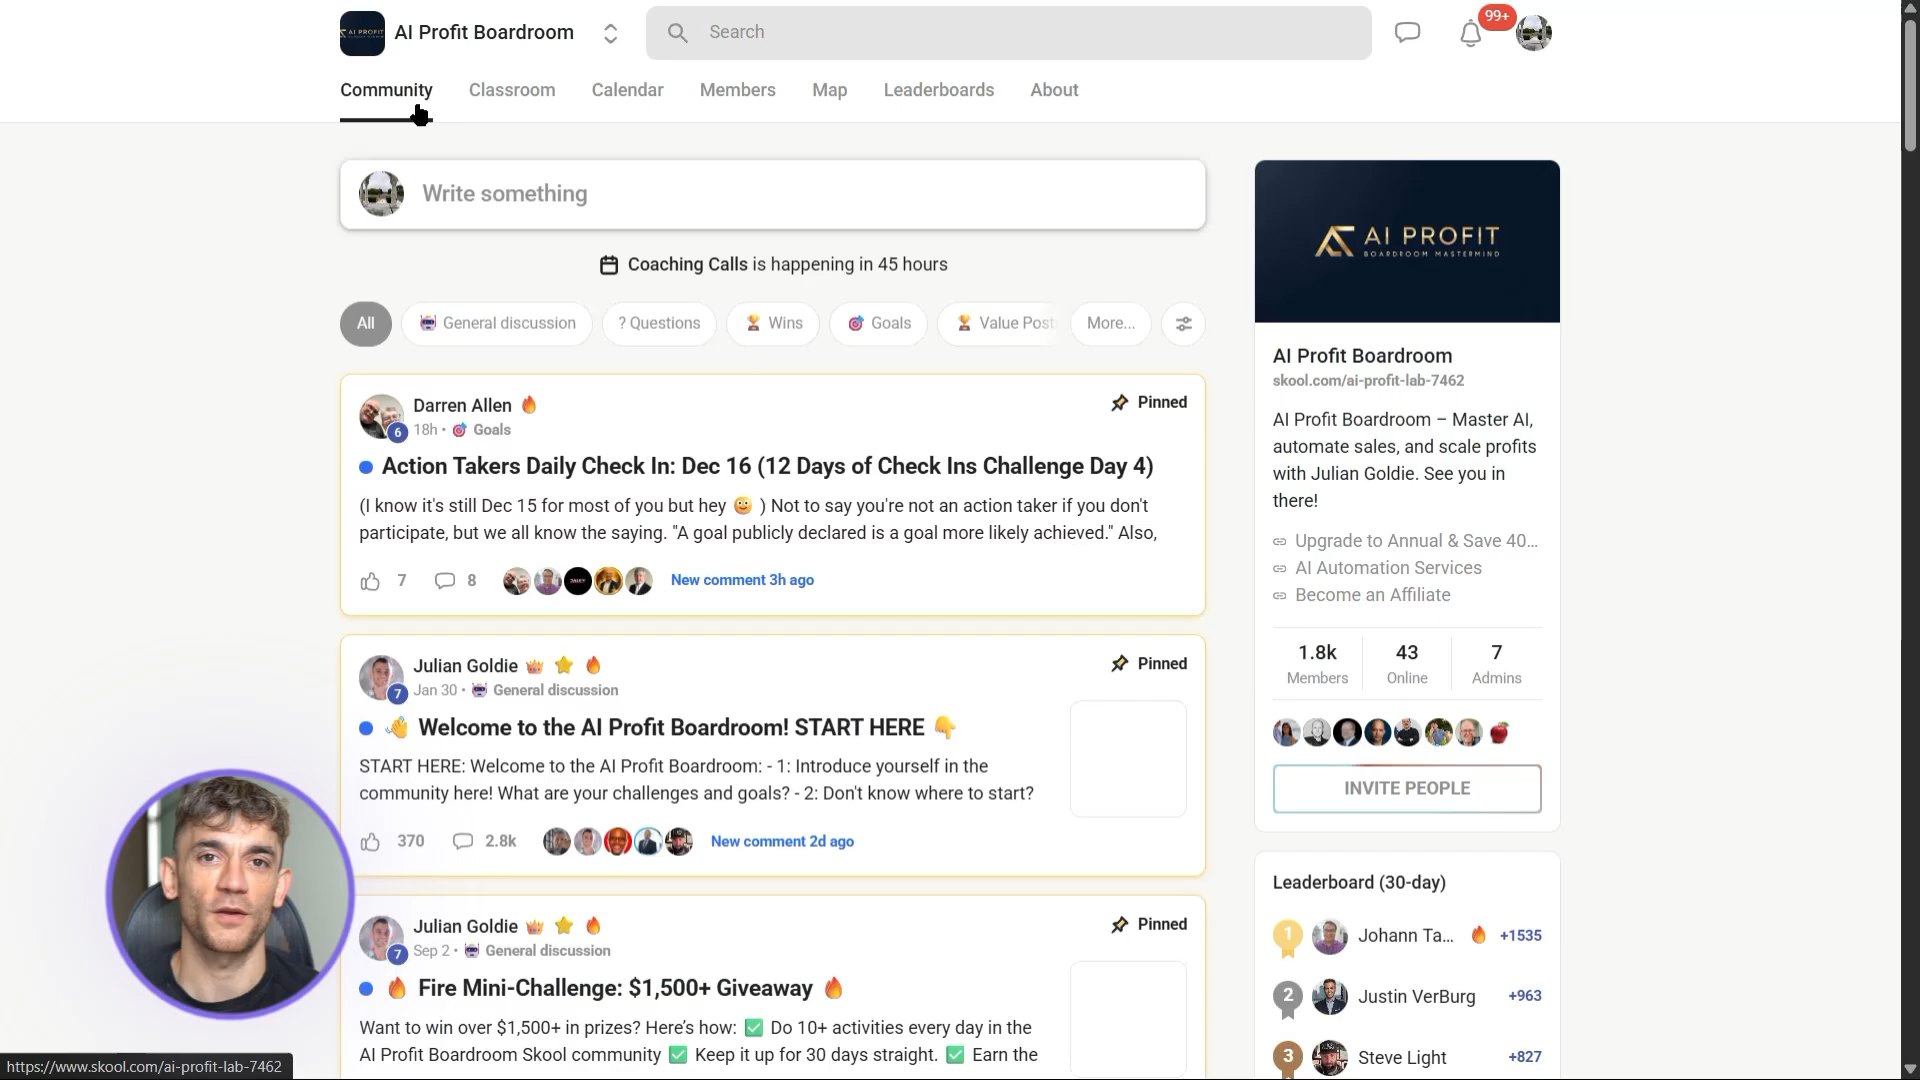 AI PROFIT
AI Profit Boardroom
Search
99+
Community
Classroom
Calendar
Members
Map
Leaderboards
About
Write something
Coaching Calls is happening in 45 hours
All
General discussion
? Questions
Wins
Goals
Value Post
More...
Darren Allen
6
18h • Goals
Pinned
Action Takers Daily Check In: Dec 16 (12 Days of Check Ins Challenge Day 4)
(I know it's still Dec 15 for most of you but hey ) Not to say you're not an action taker if you don't
participate, but we all know the saying. "A goal publicly declared is a goal more likely achieved." Also,
7
8
New comment 3h ago
Julian Goldie
7
Jan 30 • General discussion
Pinned
Welcome to the AI Profit Boardroom! START HERE
START HERE: Welcome to the AI Profit Boardroom: - 1: Introduce yourself in the
community here! What are your challenges and goals? - 2: Don't know where to start?
370
2.8k
New comment 2d ago
Julian Goldie
7
Sep 2 • General discussion
Pinned
Fire Mini-Challenge: $1,500+ Giveaway
Want to win over $1,500+ in prizes? Here’s how: ✅ Do 10+ activities every day in the
AI Profit Boardroom Skool community ✅ Keep it up for 30 days straight. ✅ Earn the
AI PROFIT
BOARDROOM MASTERMIND
AI Profit Boardroom
skool.com/ai-profit-lab-7462
AI Profit Boardroom – Master AI,
automate sales, and scale profits
with Julian Goldie. See you in
there!
Upgrade to Annual & Save 40...
AI Automation Services
Become an Affiliate
1.8k
Members
43
Online
7
Admins
INVITE PEOPLE
Leaderboard (30-day)
1
Johann Ta...
+1535
2
Justin VerBurg
+963
3
Steve Light
+827
https://www.skool.com/ai-profit-lab-7462